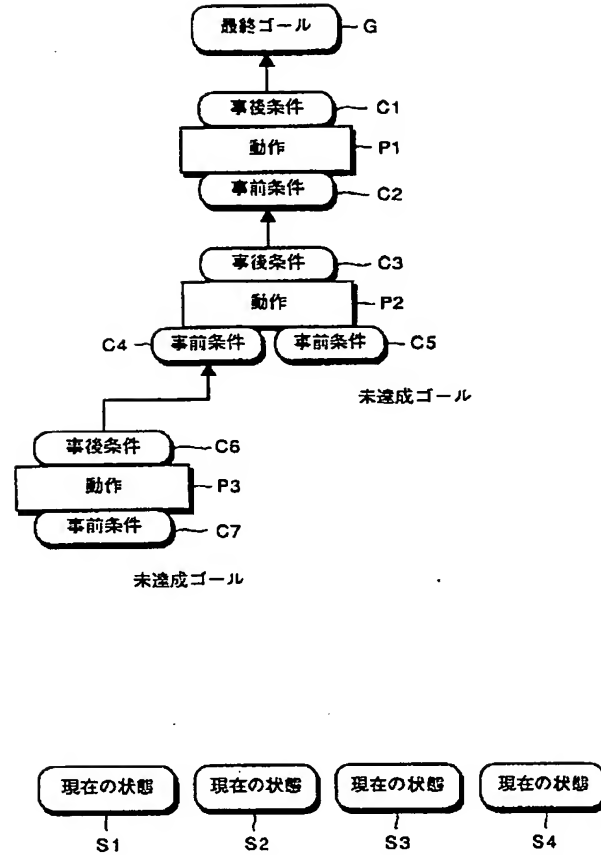 最終ゴール
G
事後条件
C1
動作
P1
事前条件
C2
事後条件
C3
動作
P2
C4
事前条件
事前条件
C5
未達成ゴール
事後条件
C6
動作
P3
事前条件
C7
未達成ゴール
現在の状態
現在の状態
現在の状態
現在の状態
S1
S2
S3
S4